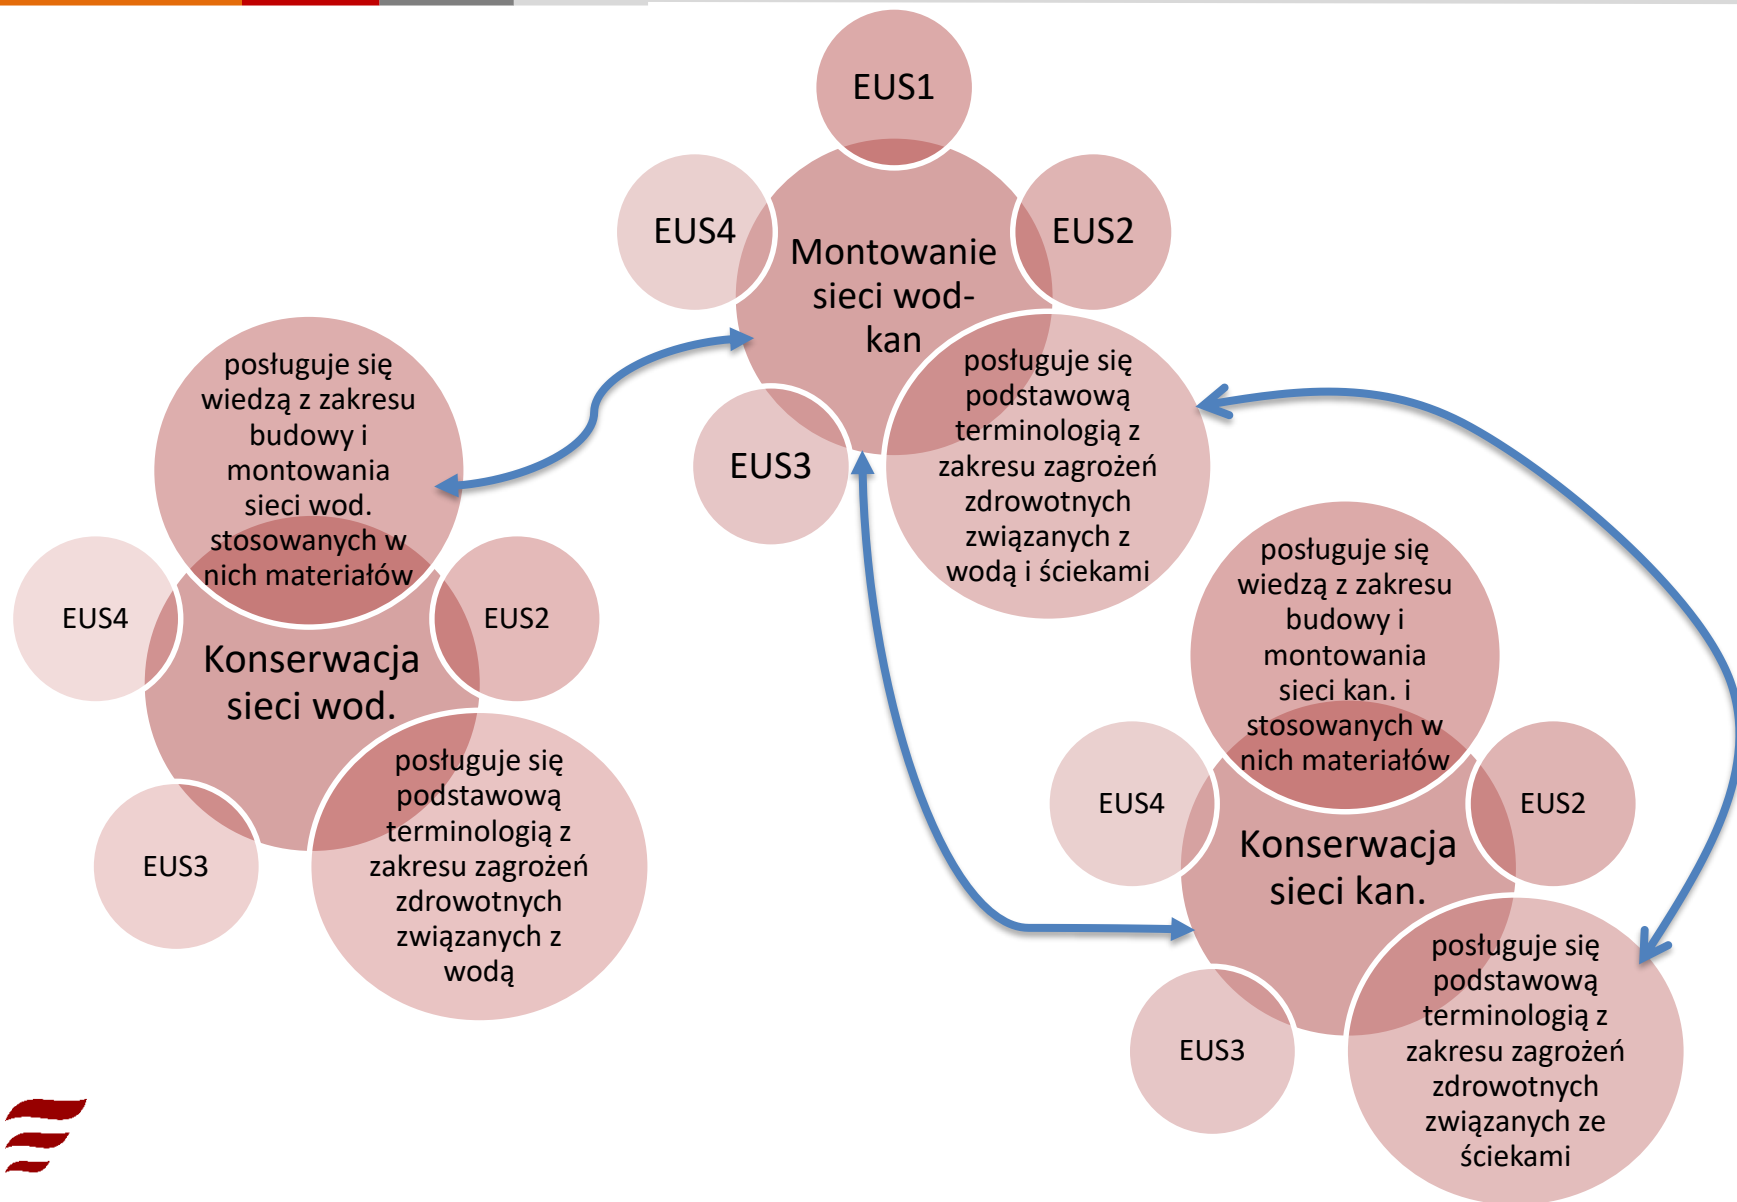 EUS1
EUS4
EUS2
Montowanie
sieci wod-
kan
EUS3
posługuje się
podstawową
terminologią z
zakresu zagrożeń
zdrowotnych
związanych z
wodą i ściekami
posługuje się
wiedzą z zakresu
budowy i
montowania
sieci wod.
stosowanych w
nich materiałów
EUS4
EUS2
Konserwacja
sieci wod.
EUS3
posługuje się
podstawową
terminologią z
zakresu zagrożeń
zdrowotnych
związanych z
wodą
posługuje się
wiedzą z zakresu
budowy i
montowania
sieci kan. i
stosowanych w
nich materiałów
EUS4
EUS2
Konserwacja
sieci kan.
EUS3
posługuje się
podstawową
terminologią z
zakresu zagrożeń
zdrowotnych
związanych ze
ściekami